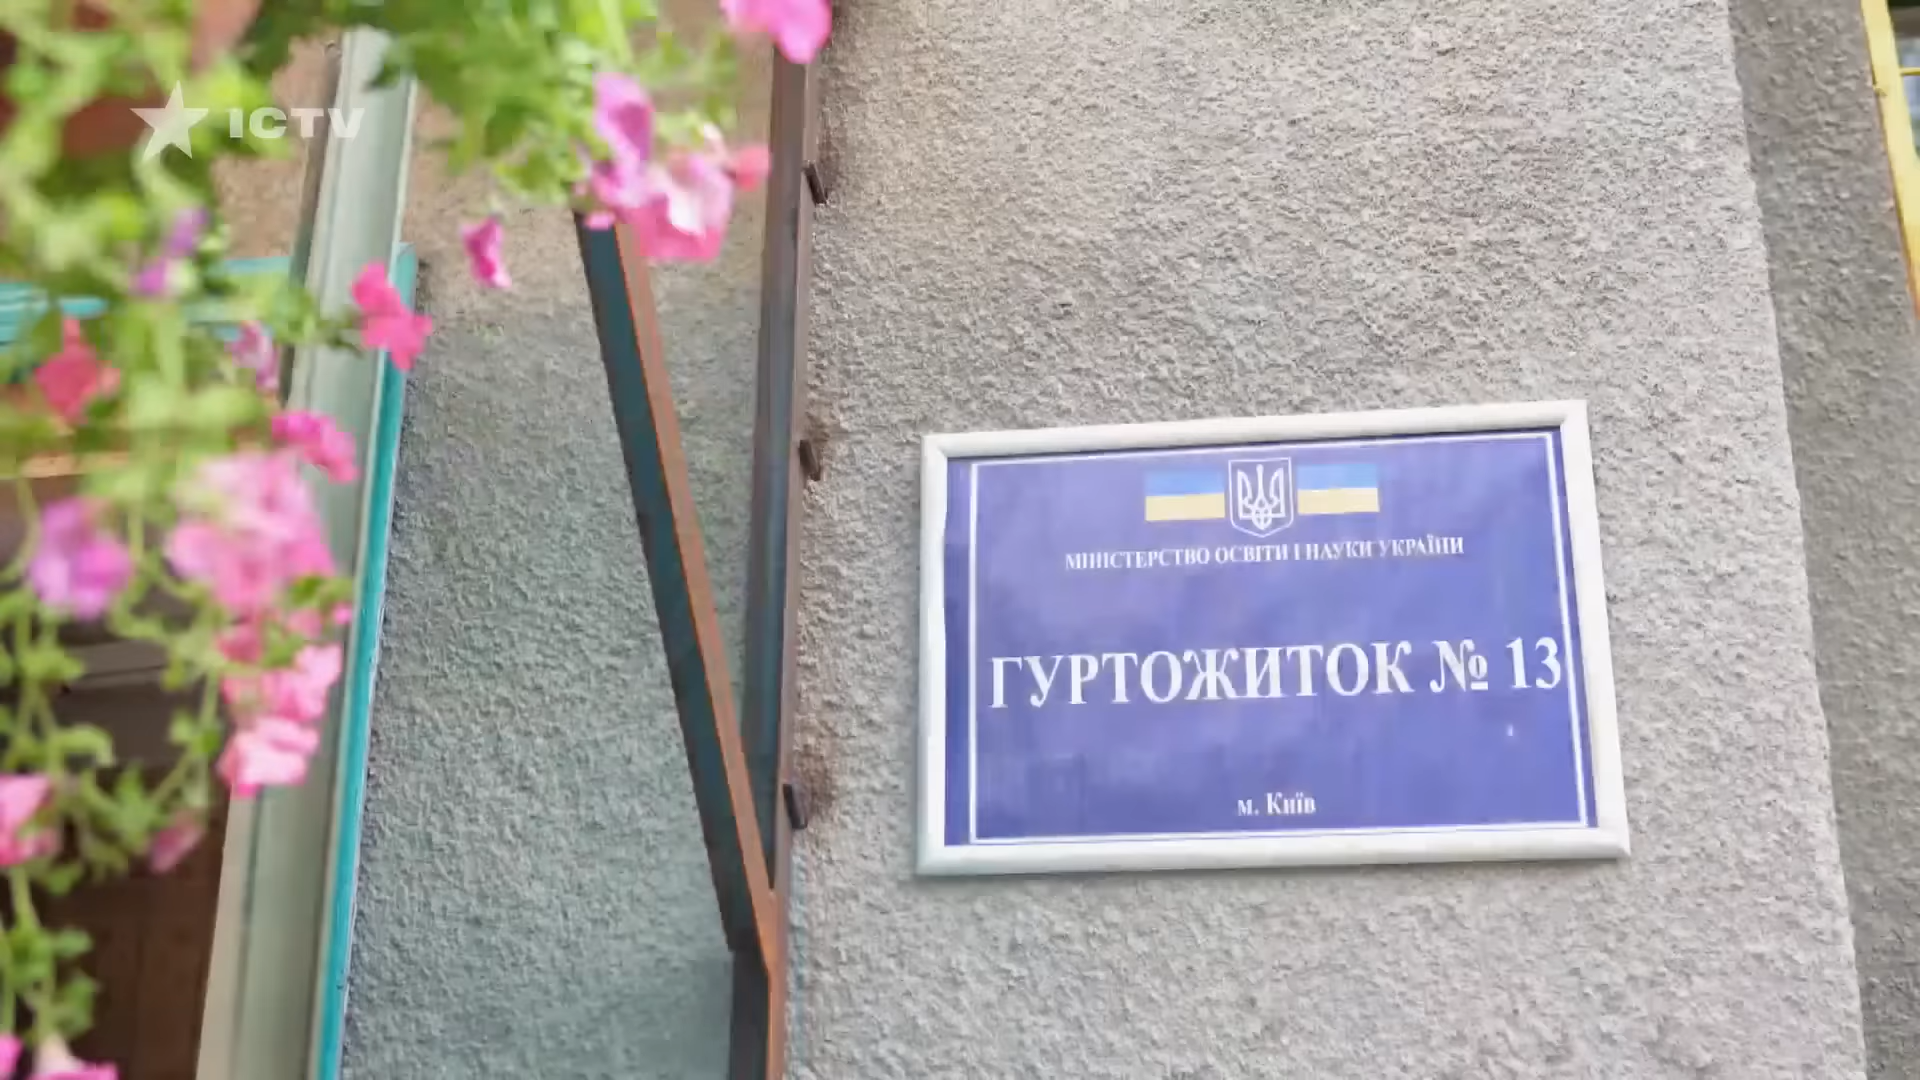 ICTV
МІНІСТЕРСТВО ОСВІТИ І НАУКИ УКРАЇНИ
ГУРТОЖИТОК № 13
м. Київ